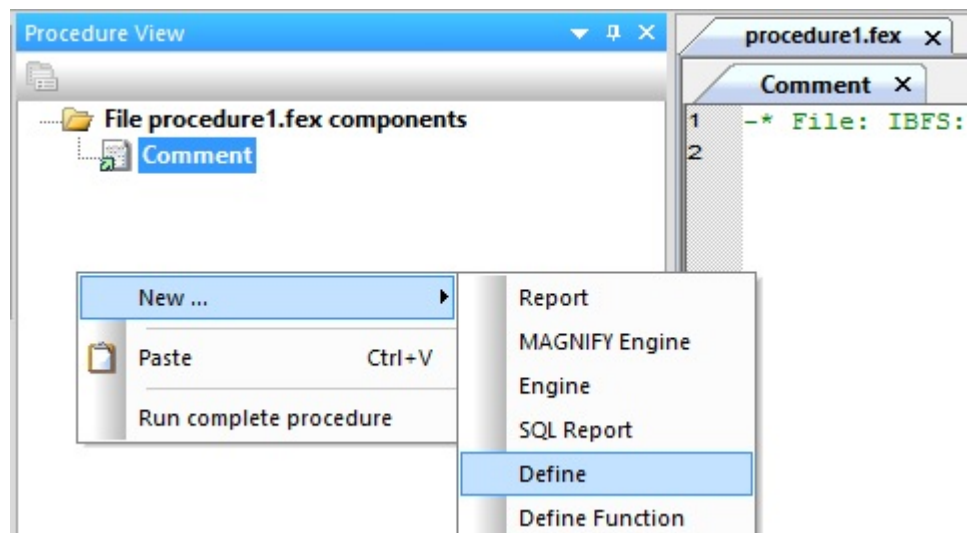 Procedure View
procedure1.fex
Comment
File procedure1.fex components
Comment
1 -* File: IBFS:
2
New ...
Paste Ctrl+V
Run complete procedure
Report
MAGNIFY Engine
Engine
SQL Report
Define
Define Function